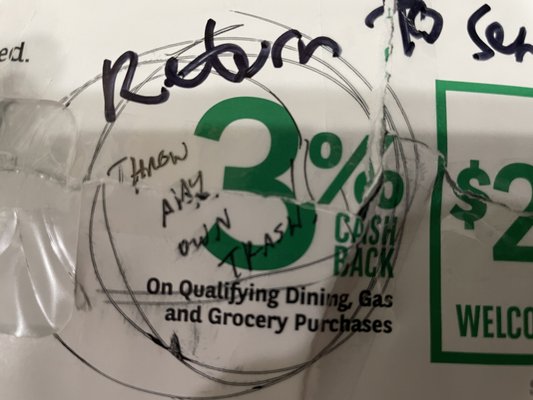 Return To Sen
ed.
3%
CASH
BACK
THROW
AWAY
OWN
TRASH
On Qualifying Dining, Gas
and Grocery Purchases
$2
WELCO